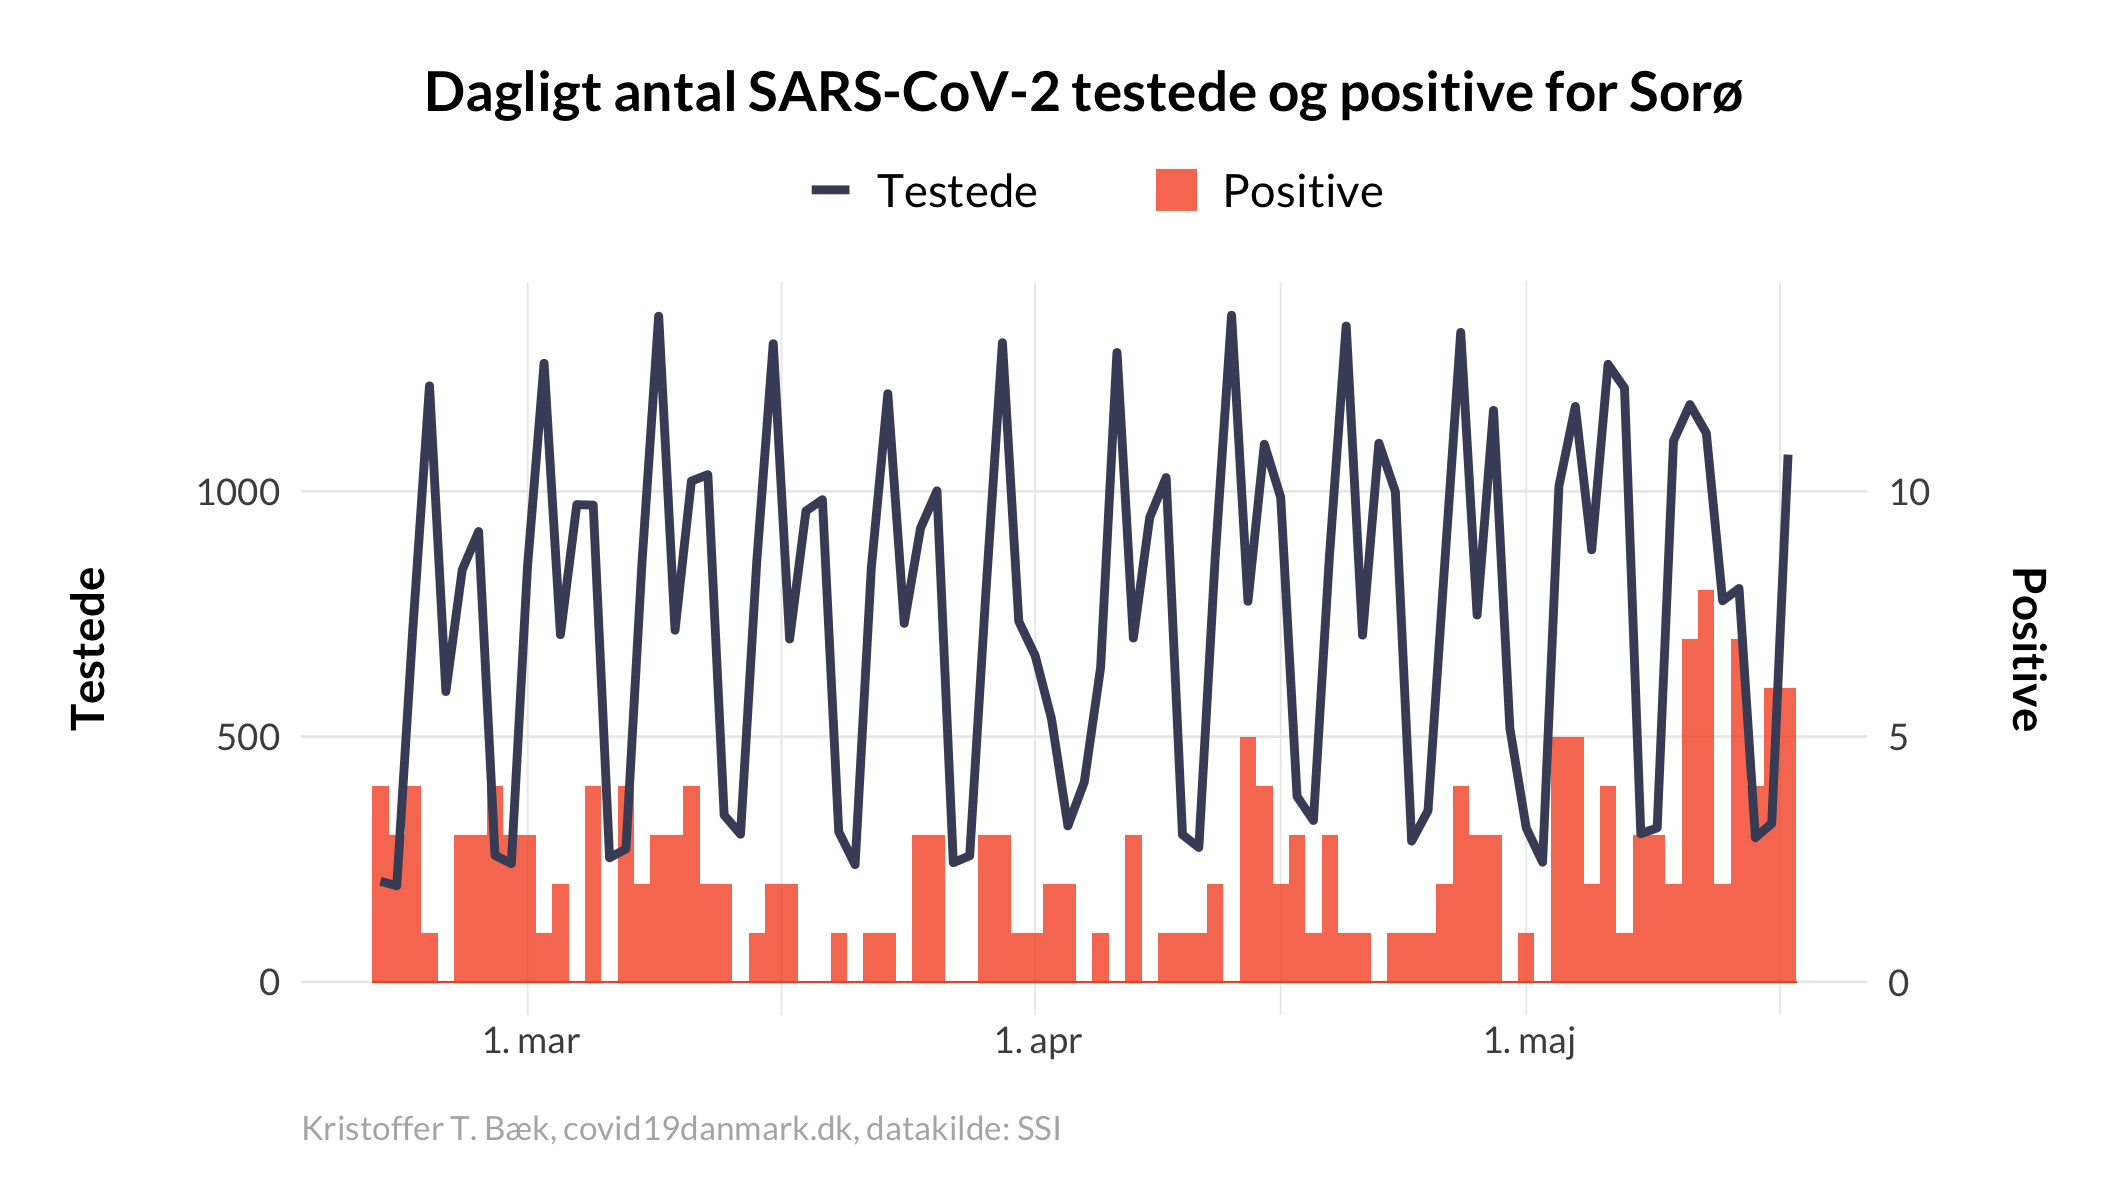 Dagligt antal SARS-CoV-2 testede og positive for Sorø
Testede
Positive
1000
500
0
10
5
0
Testede
Positive
1. mar
1. apr
1. maj
Kristoffer T. Bæk, covid19danmark.dk, datakilde: SSI